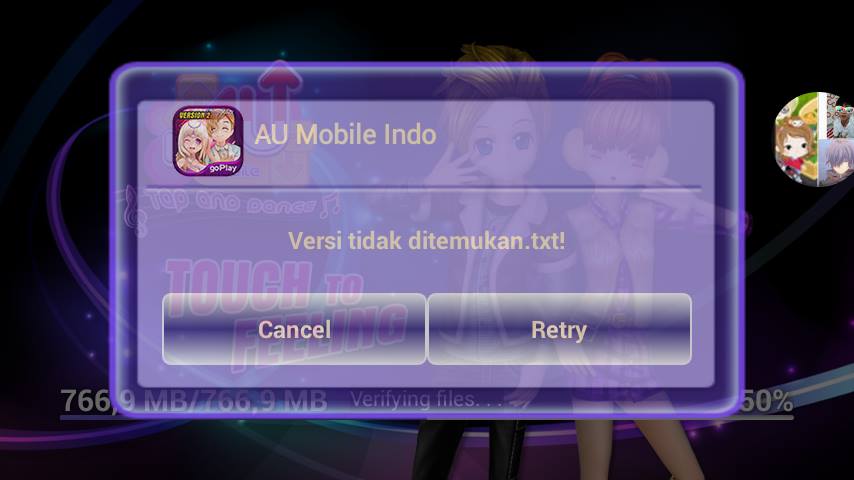 VERSION 2
goPlay
AU Mobile Indo
Tap and Dance
Versi tidak ditemukan.txt!
TOUCH TO
FEELING
Cancel
Retry
766,9 MB/766,9 MB
Verifying files. . .
50%